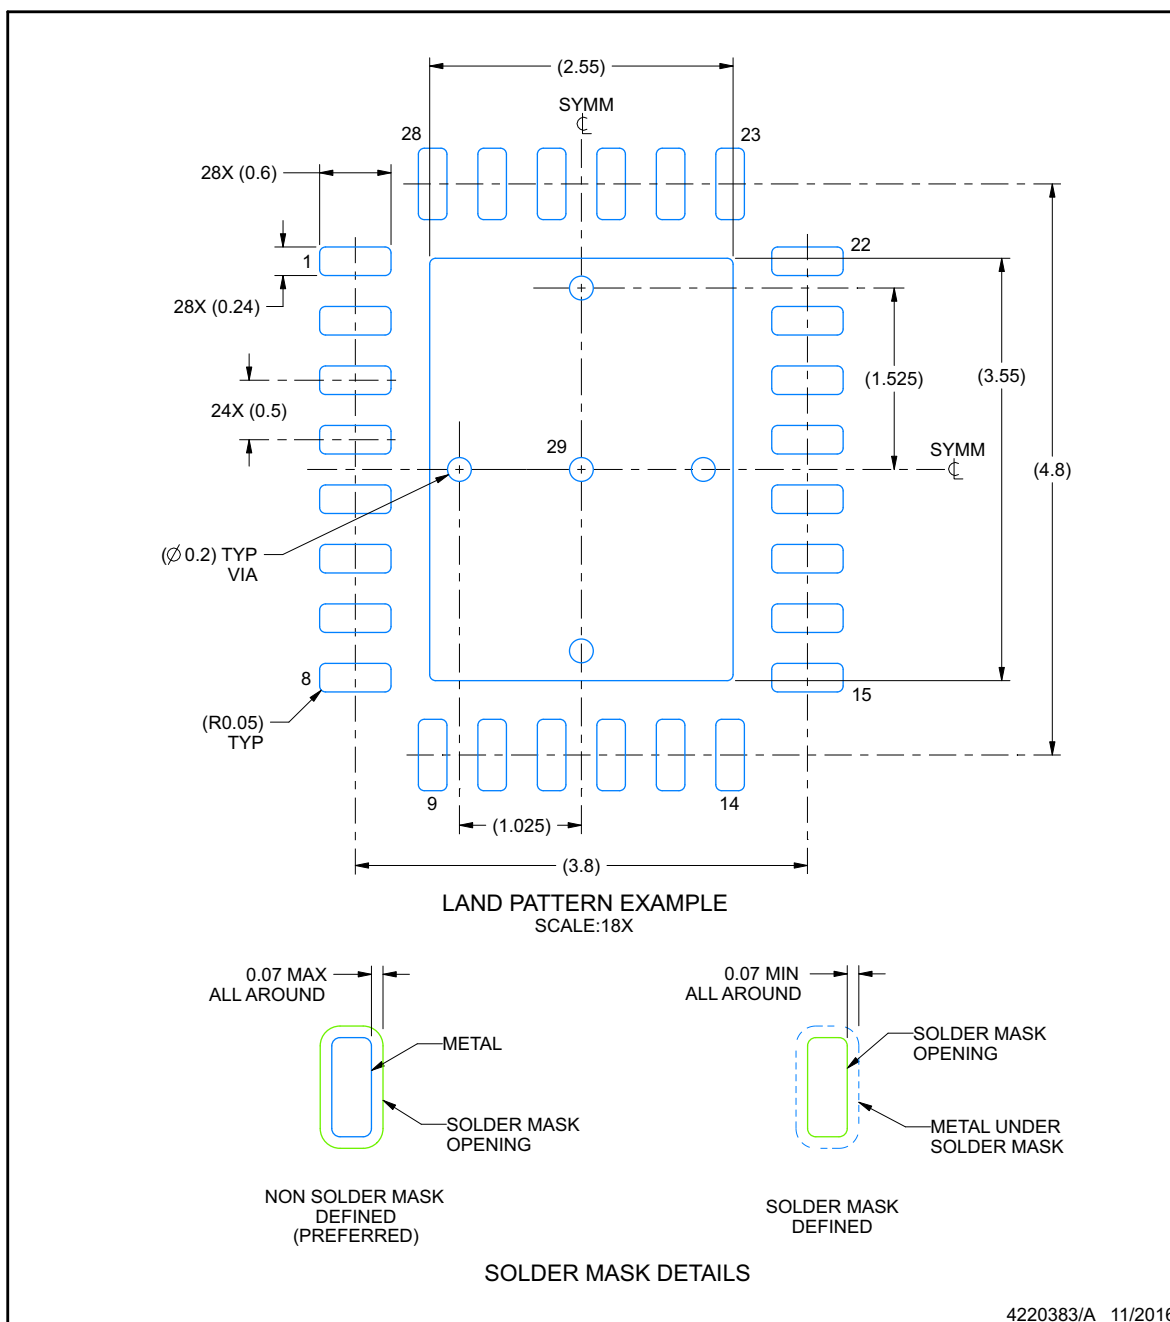 (2.55)
SYMM
℄
28
23
28X (0.6)
1
22
28X (0.24)
(1.525)
(3.55)
24X (0.5)
29
SYMM
℄
(4.8)
(∅ 0.2) TYP
VIA
8
15
(R0.05)
TYP
9
14
(1.025)
(3.8)
LAND PATTERN EXAMPLE
SCALE:18X
0.07 MAX
ALL AROUND
0.07 MIN
ALL AROUND
METAL
SOLDER MASK
OPENING
SOLDER MASK
OPENING
METAL UNDER
SOLDER MASK
NON SOLDER MASK
DEFINED
(PREFERRED)
SOLDER MASK
DEFINED
SOLDER MASK DETAILS
4220383/A 11/2016